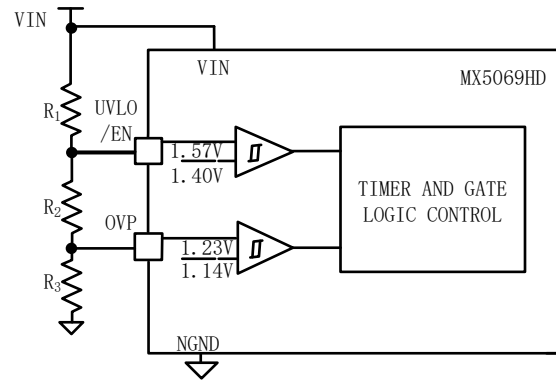 VIN
VIN
MX5069HD
R1
UVLO
/EN
1.57V
1.40V
TIMER AND GATE
LOGIC CONTROL
R2
OVP
1.23V
1.14V
R3
NGND